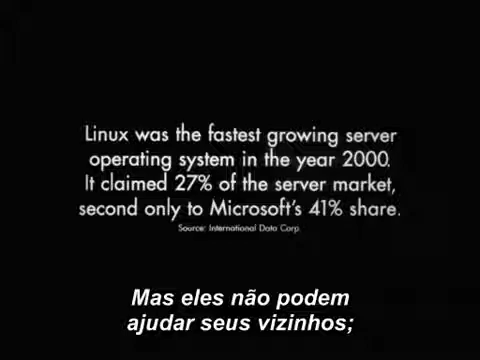 Linux was the fastest growing server
operating system in the year 2000.
It claimed 27% of the server market,
second only to Microsoft's 41% share.
Source: International Data Corp.
Mas eles não podem
ajudar seus vizinhos;